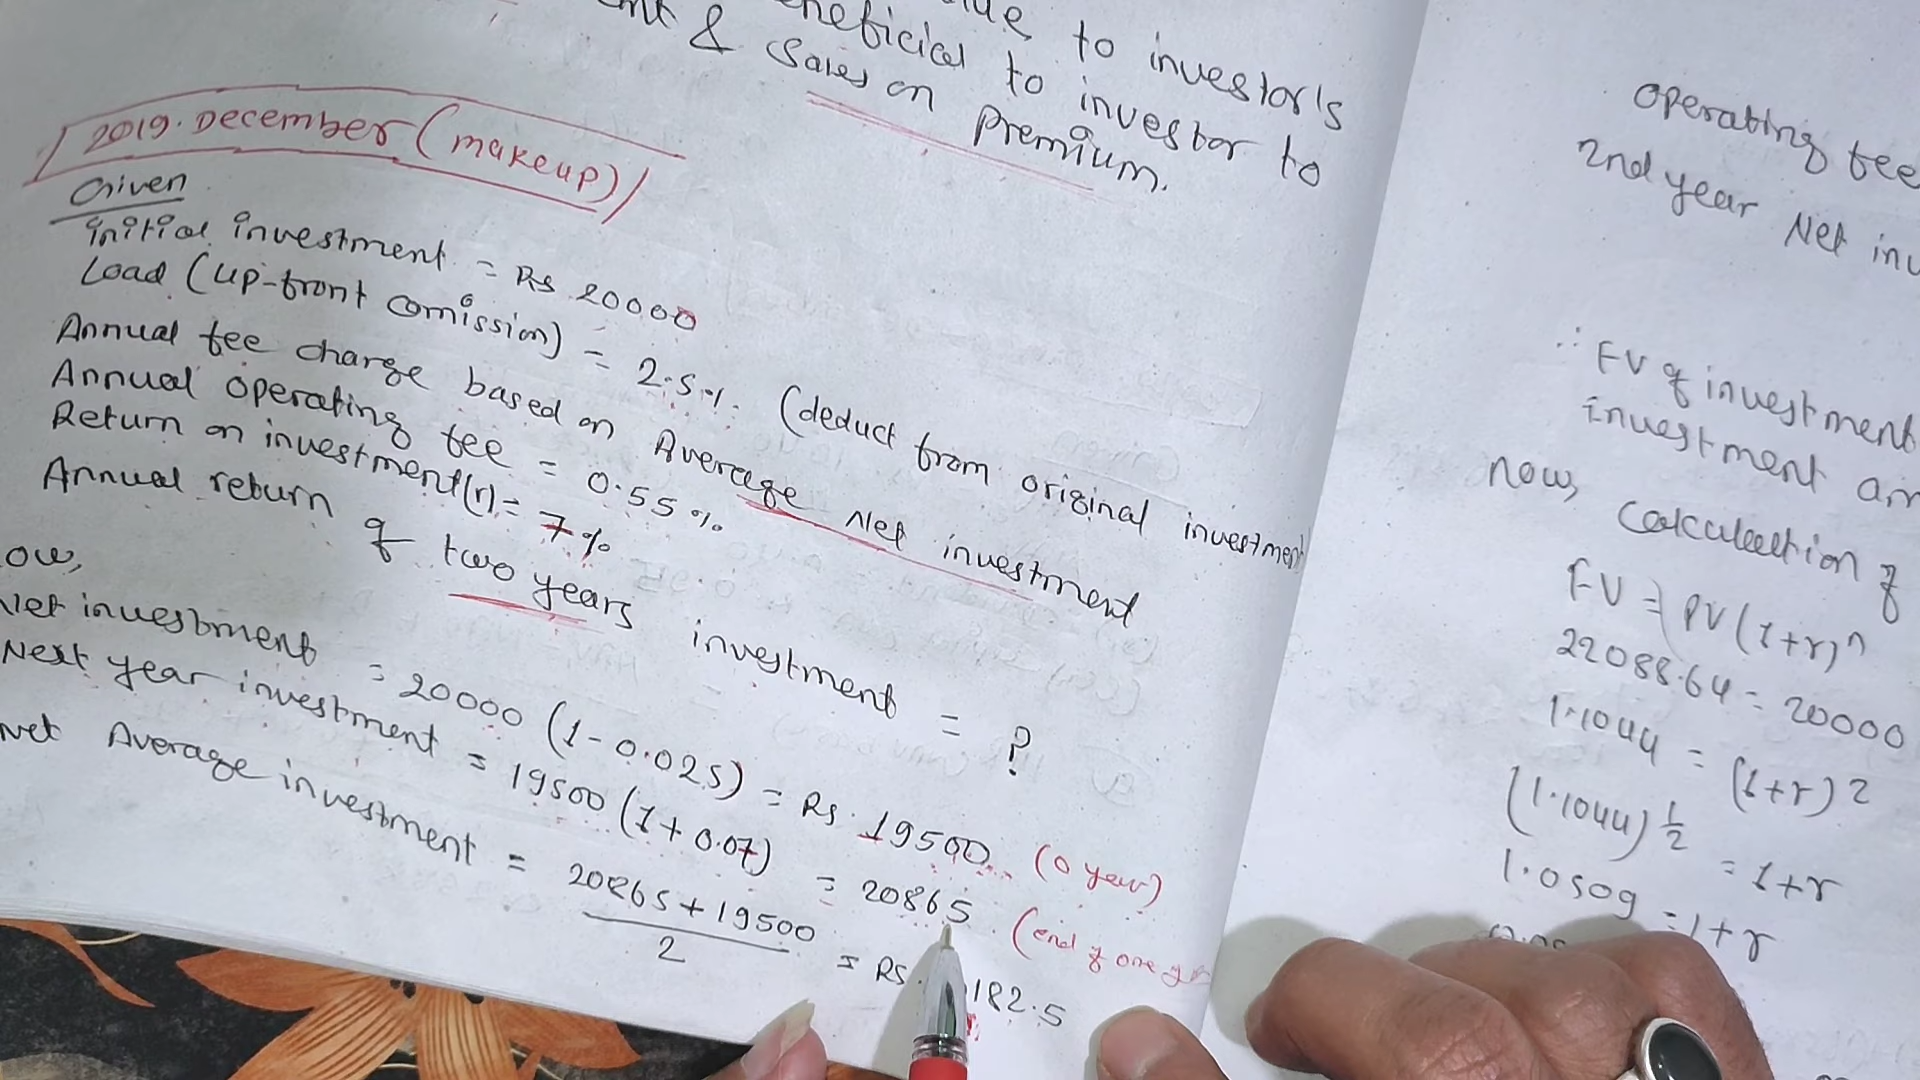 to investor's
beneficial to investor to
& Sales on Premium.
2019. December (makeup)
Given
initial investment = Rs 20000
Load (up-front comission) = 2.5%. (deduct from original investment
Annual fee charge based on Average Net investment
Annual operating fee = 0.55%
Return on investment(r) = 7%
Annual return of two years investment = ?
ow,
Net investment = 20000 (1-0.025) = Rs. 19500 (0 year)
Next year investment = 19500 (1+0.07) = 20865 (end of one
net Average investment = 20865+19500 / 2 = Rs. 182.5
operating fee
2nd year Net inv
∴ FV of investment
investment am
now, calculation of
FV = PV(1+r)ⁿ
22088.64 = 20000
1.1044 = (1+r)2
(1.1044)½ = 1+r
1.0509 = 1+r